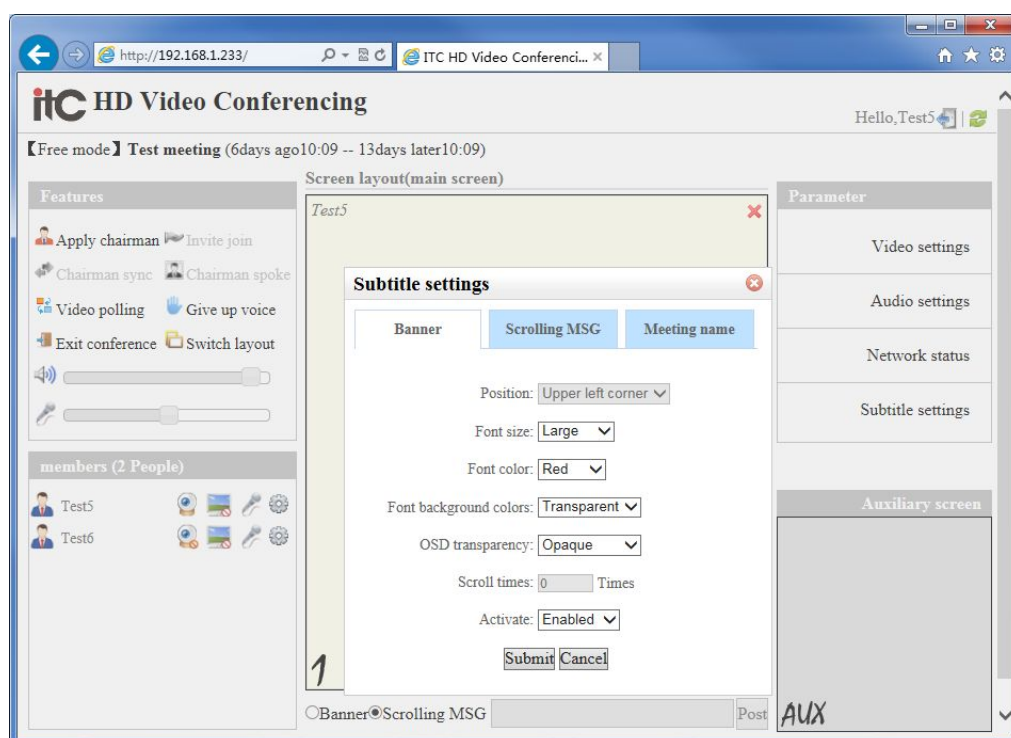 http://192.168.1.233/
ITC HD Video Conferenci...
itC HD Video Conferencing
Hello,Test5 |
【Free mode】 Test meeting (6days ago10:09 -- 13days later10:09)
Features
Apply chairman Invite join
Chairman sync Chairman spoke
Video polling Give up voice
Exit conference Switch layout
members (2 People)
Test5
Test6
Screen layout(main screen)
Test5
1
Subtitle settings
Banner Scrolling MSG Meeting name
Position: Upper left corner
Font size: Large
Font color: Red
Font background colors: Transparent
OSD transparency: Opaque
Scroll times: 0 Times
Activate: Enabled
Submit Cancel
Banner Scrolling MSG Post
Parameter
Video settings
Audio settings
Network status
Subtitle settings
Auxiliary screen
AUX